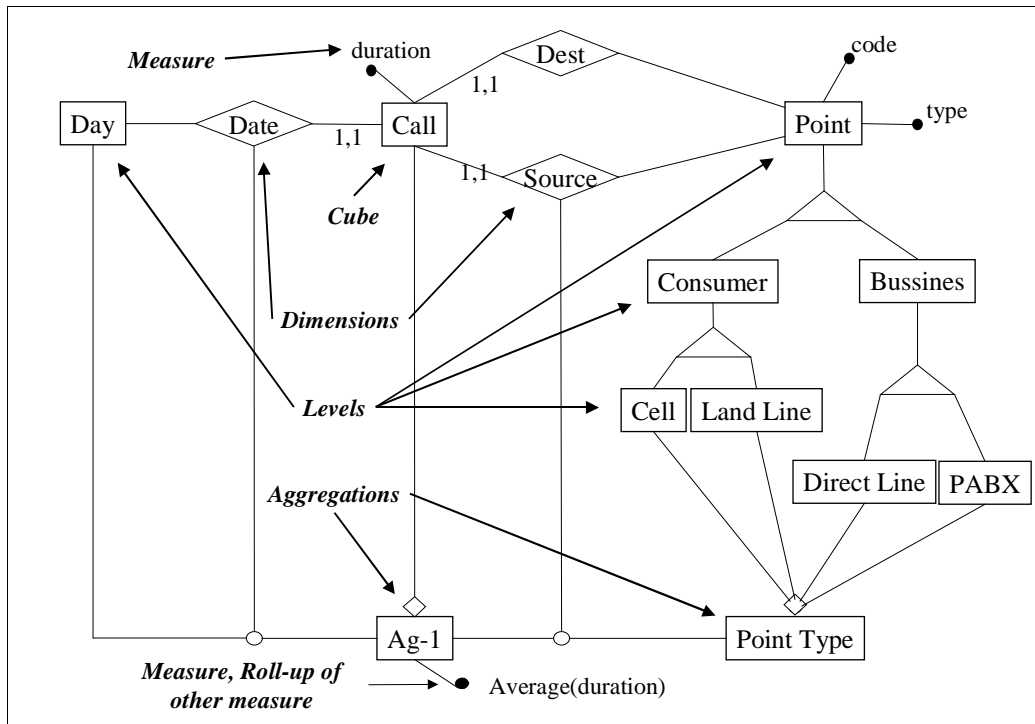 code
duration
Measure
Dest
type
1,1
Day
Date
Call
Point
1,1
1,1
Source
Cube
Consumer
Bussines
Dimensions
Levels
Cell
Land Line
Direct Line
PABX
Aggregations
Ag-1
Point Type
Measure, Roll-up of
other measure
Average(duration)